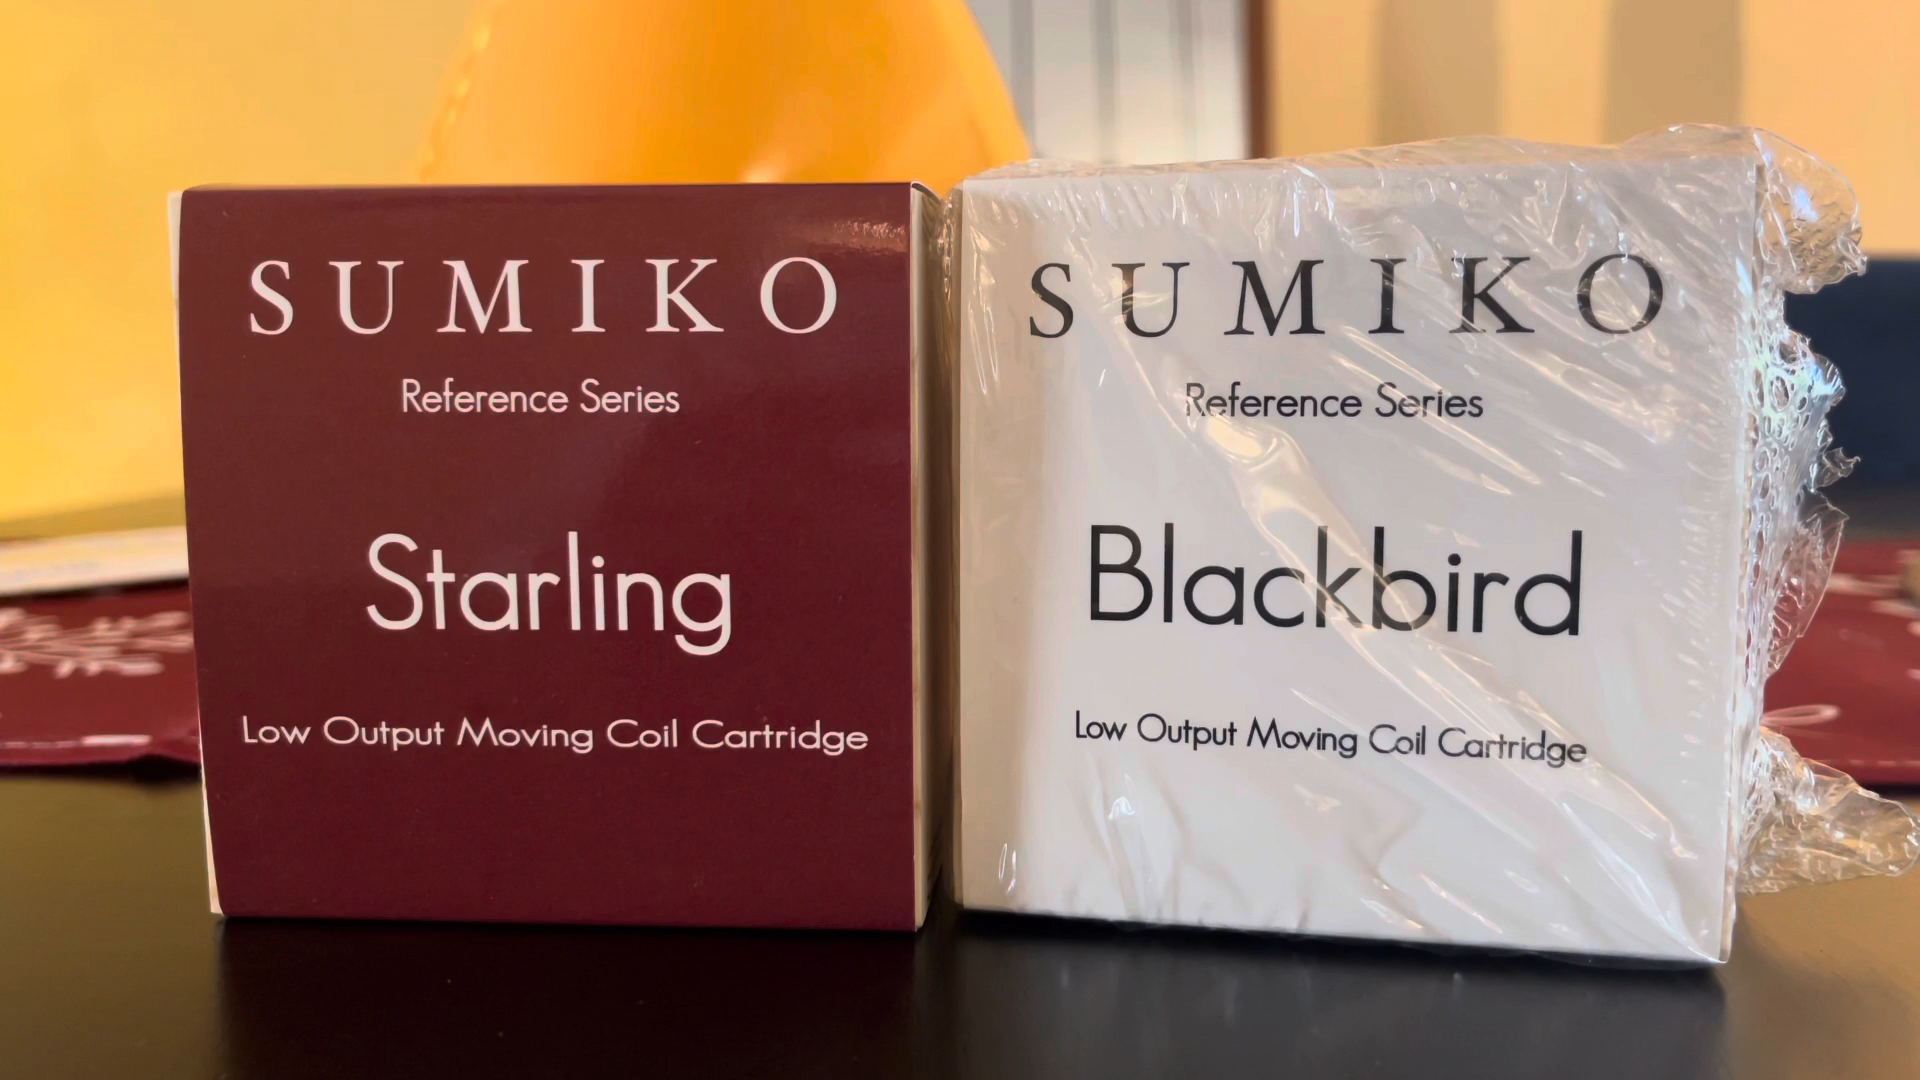 SUMIKO
Reference Series
Starling
Low Output Moving Coil Cartridge
SUMIKO
Reference Series
Blackbird
Low Output Moving Coil Cartridge